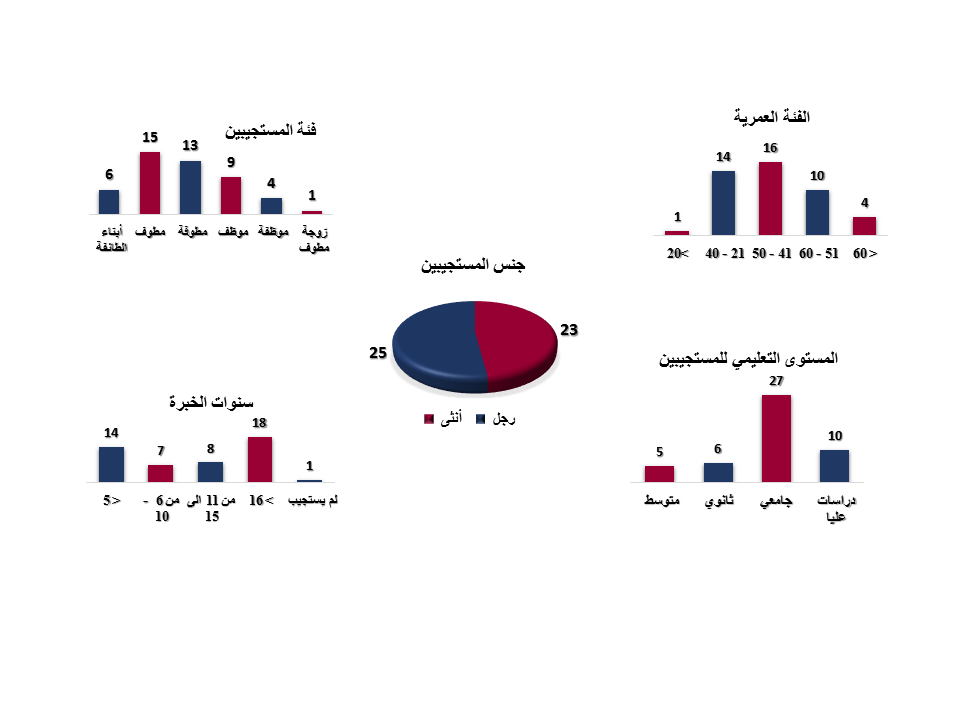 الفئة العمرية
1
14
16
10
4
20<
40 - 21
50 - 41
60 - 51
60 >
فئة المستجيبين
6
15
13
9
4
1
أبناء
الطائفة
مطوف
مطوفة
موظف
موظفة
زوجة
مطوف
جنس المستجيبين
23
25
رجل
أنثى
المستوى التعليمي للمستجيبين
5
6
27
10
متوسط
ثانوي
جامعي
دراسات
عليا
سنوات الخبرة
14
7
8
18
1
5 >
من 6 -
10
من 11 الى
15
16 <
لم يستجيب